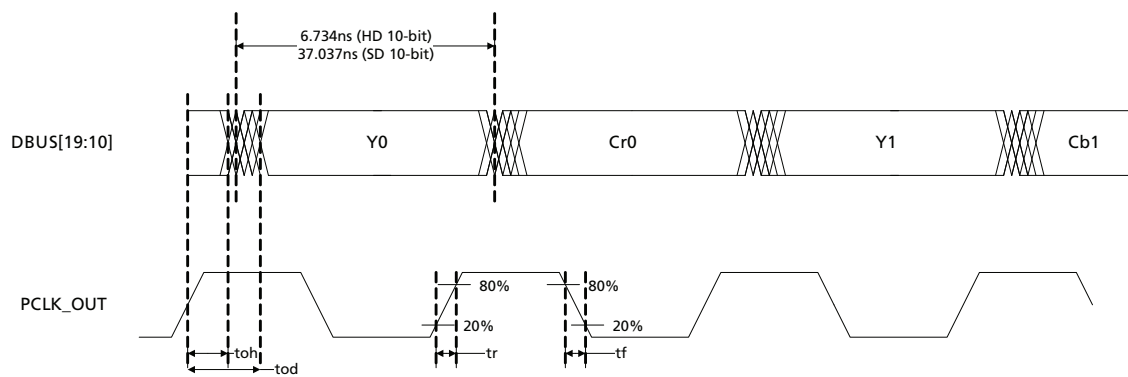 6.734ns (HD 10-bit)
37.037ns (SD 10-bit)
DBUS[19:10] Y0 Cr0 Y1 Cb1
PCLK_OUT 80% 80%
20% 20%
toh tr tf
tod